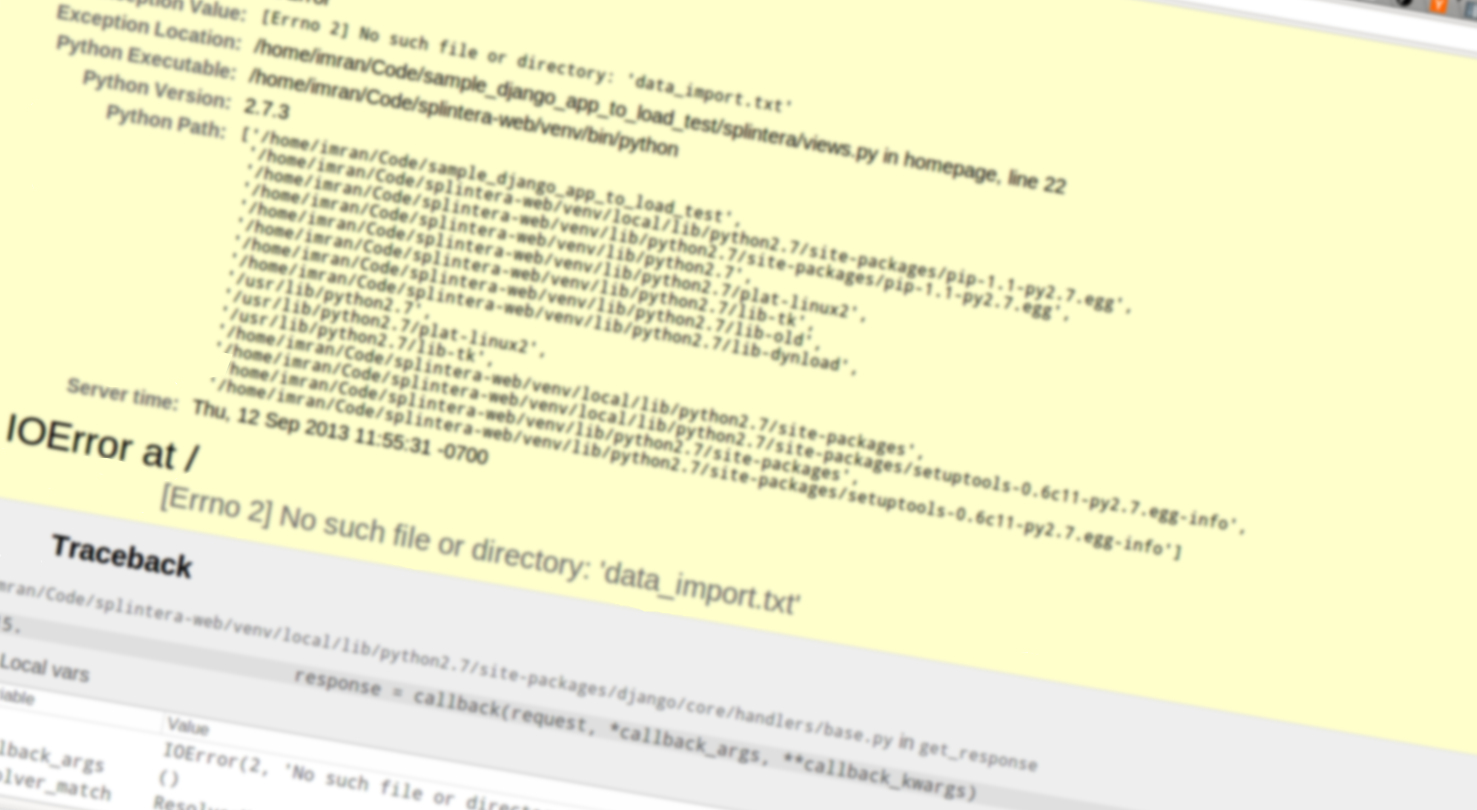 Value: [Errno 2] No such file or directory: 'data_import.txt'
Exception Location: /home/imran/Code/sample_django_app_to_load_test/splintera/views.py in homepage, line 22
Python Executable: /home/imran/Code/splintera-web/venv/bin/python
Python Version: 2.7.3
Python Path: ['/home/imran/Code/sample_django_app_to_load_test',
'/home/imran/Code/splintera-web/venv/local/lib/python2.7/site-packages/pip-1.1-py2.7.egg',
'/home/imran/Code/splintera-web/venv/lib/python2.7/site-packages/pip-1.1-py2.7.egg',
'/home/imran/Code/splintera-web/venv/lib/python2.7',
'/home/imran/Code/splintera-web/venv/lib/python2.7/plat-linux2',
'/home/imran/Code/splintera-web/venv/lib/python2.7/lib-tk',
'/home/imran/Code/splintera-web/venv/lib/python2.7/lib-old',
'/home/imran/Code/splintera-web/venv/lib/python2.7/lib-dynload',
'/usr/lib/python2.7',
'/usr/lib/python2.7/plat-linux2',
'/usr/lib/python2.7/lib-tk',
'/home/imran/Code/splintera-web/venv/local/lib/python2.7/site-packages',
'/home/imran/Code/splintera-web/venv/local/lib/python2.7/site-packages/setuptools-0.6c11-py2.7.egg-info',
'/home/imran/Code/splintera-web/venv/lib/python2.7/site-packages',
'/home/imran/Code/splintera-web/venv/lib/python2.7/site-packages/setuptools-0.6c11-py2.7.egg-info']
Server time: Thu, 12 Sep 2013 11:55:31 -0700
IOError at /
[Errno 2] No such file or directory: 'data_import.txt'
Traceback
mran/Code/splintera-web/venv/local/lib/python2.7/site-packages/django/core/handlers/base.py in get_response
5. response = callback(request, *callback_args, **callback_kwargs)
Local vars
iable Value
IOError(2, 'No such file or direct
lback_args ()
olver_match Resol